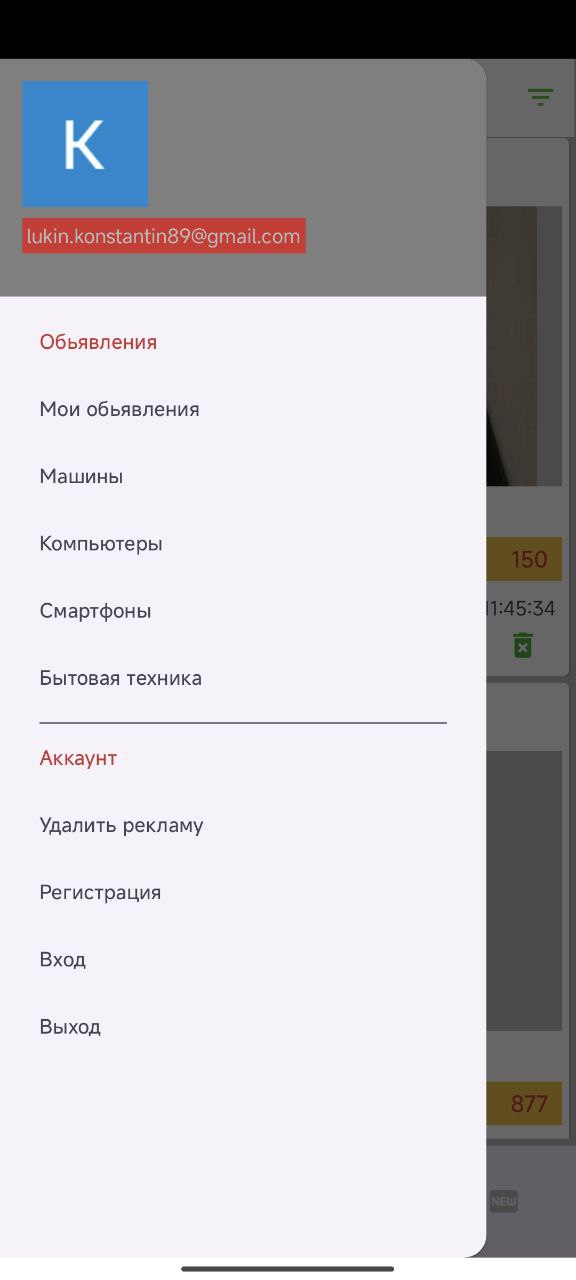 K
lukin.konstantin89@gmail.com
Обьявления
Мои обьявления
Машины
Компьютеры
Смартфоны
Бытовая техника
Аккаунт
Удалить рекламу
Регистрация
Вход
Выход
150
11:45:34
877
NEW